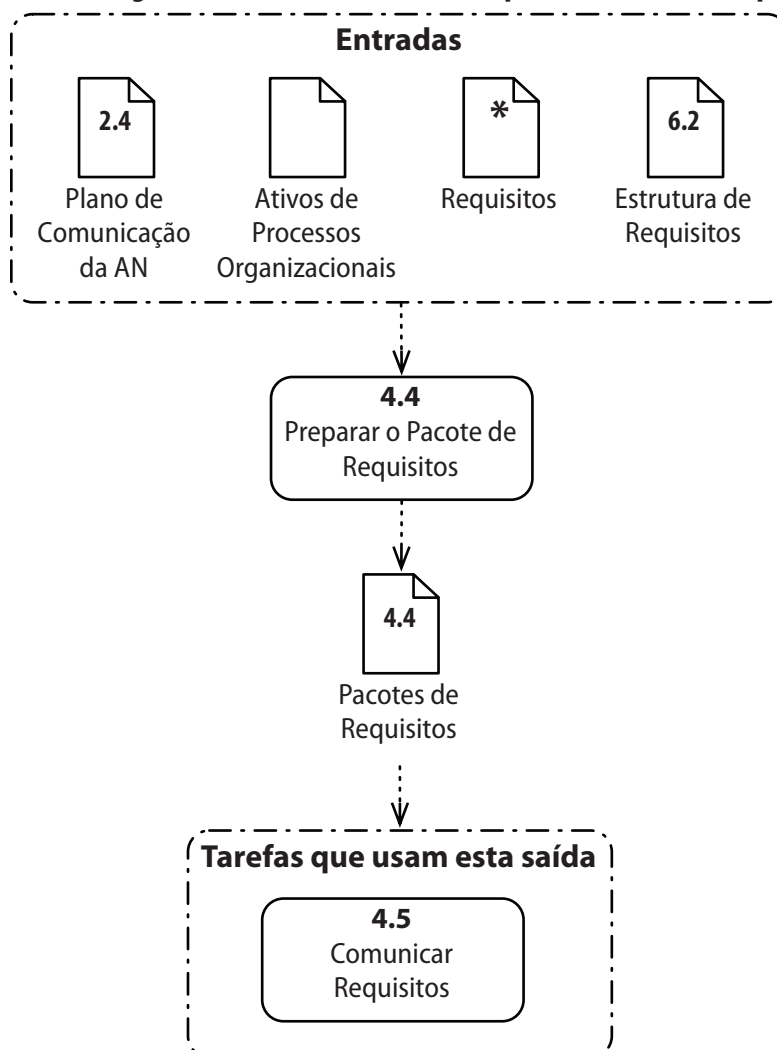 Entradas
2.4
Plano de
Comunicação
da AN
Ativos de
Processos
Organizacionais
*
Requisitos
6.2
Estrutura de
Requisitos
4.4
Preparar o Pacote de
Requisitos
4.4
Pacotes de
Requisitos
Tarefas que usam esta saída
4.5
Comunicar
Requisitos